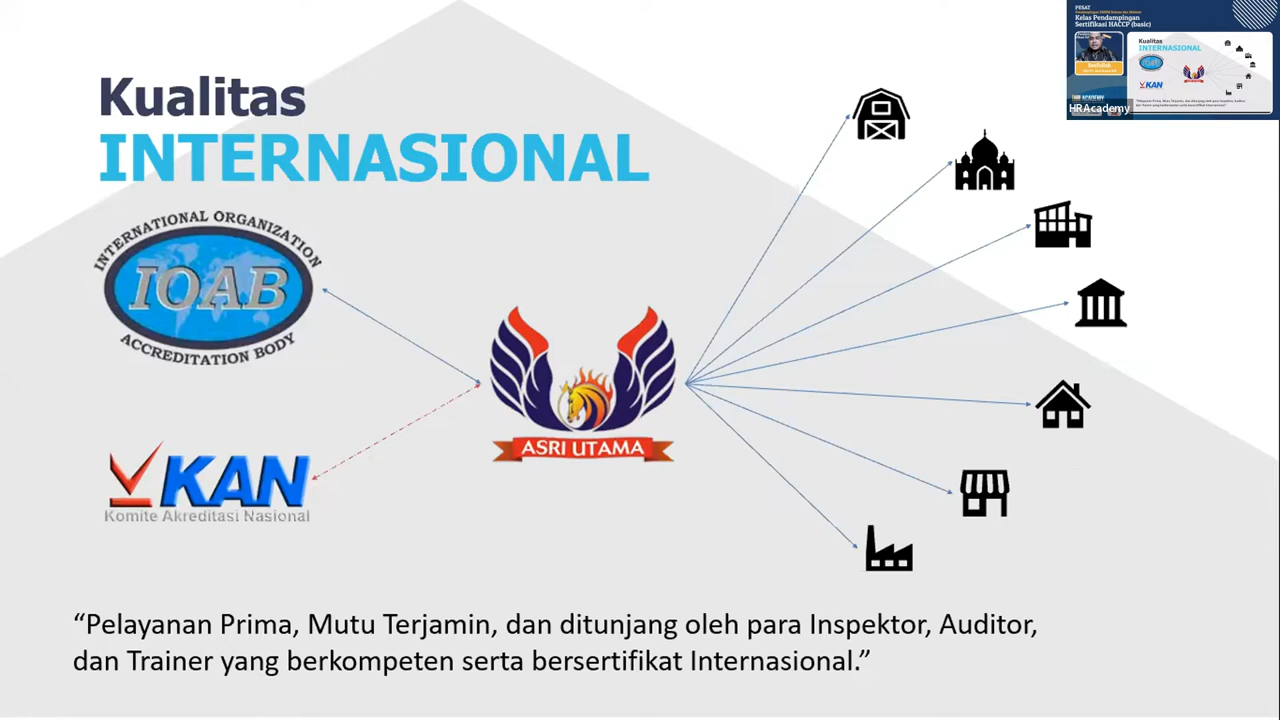 Kualitas
INTERNASIONAL
INTERNATIONAL ORGANIZATION
IOAB
ACCREDITATION BODY
KAN
Komite Akreditasi Nasional
ASRI UTAMA
“Pelayanan Prima, Mutu Terjamin, dan ditunjang oleh para Inspektor, Auditor,
dan Trainer yang berkompeten serta bersertifikat Internasional.”
PESAT
Kelas Pendampingan
Sertifikasi HACCP (basic)
Kualitas
INTERNASIONAL
IOAB
KAN
HRAcademy